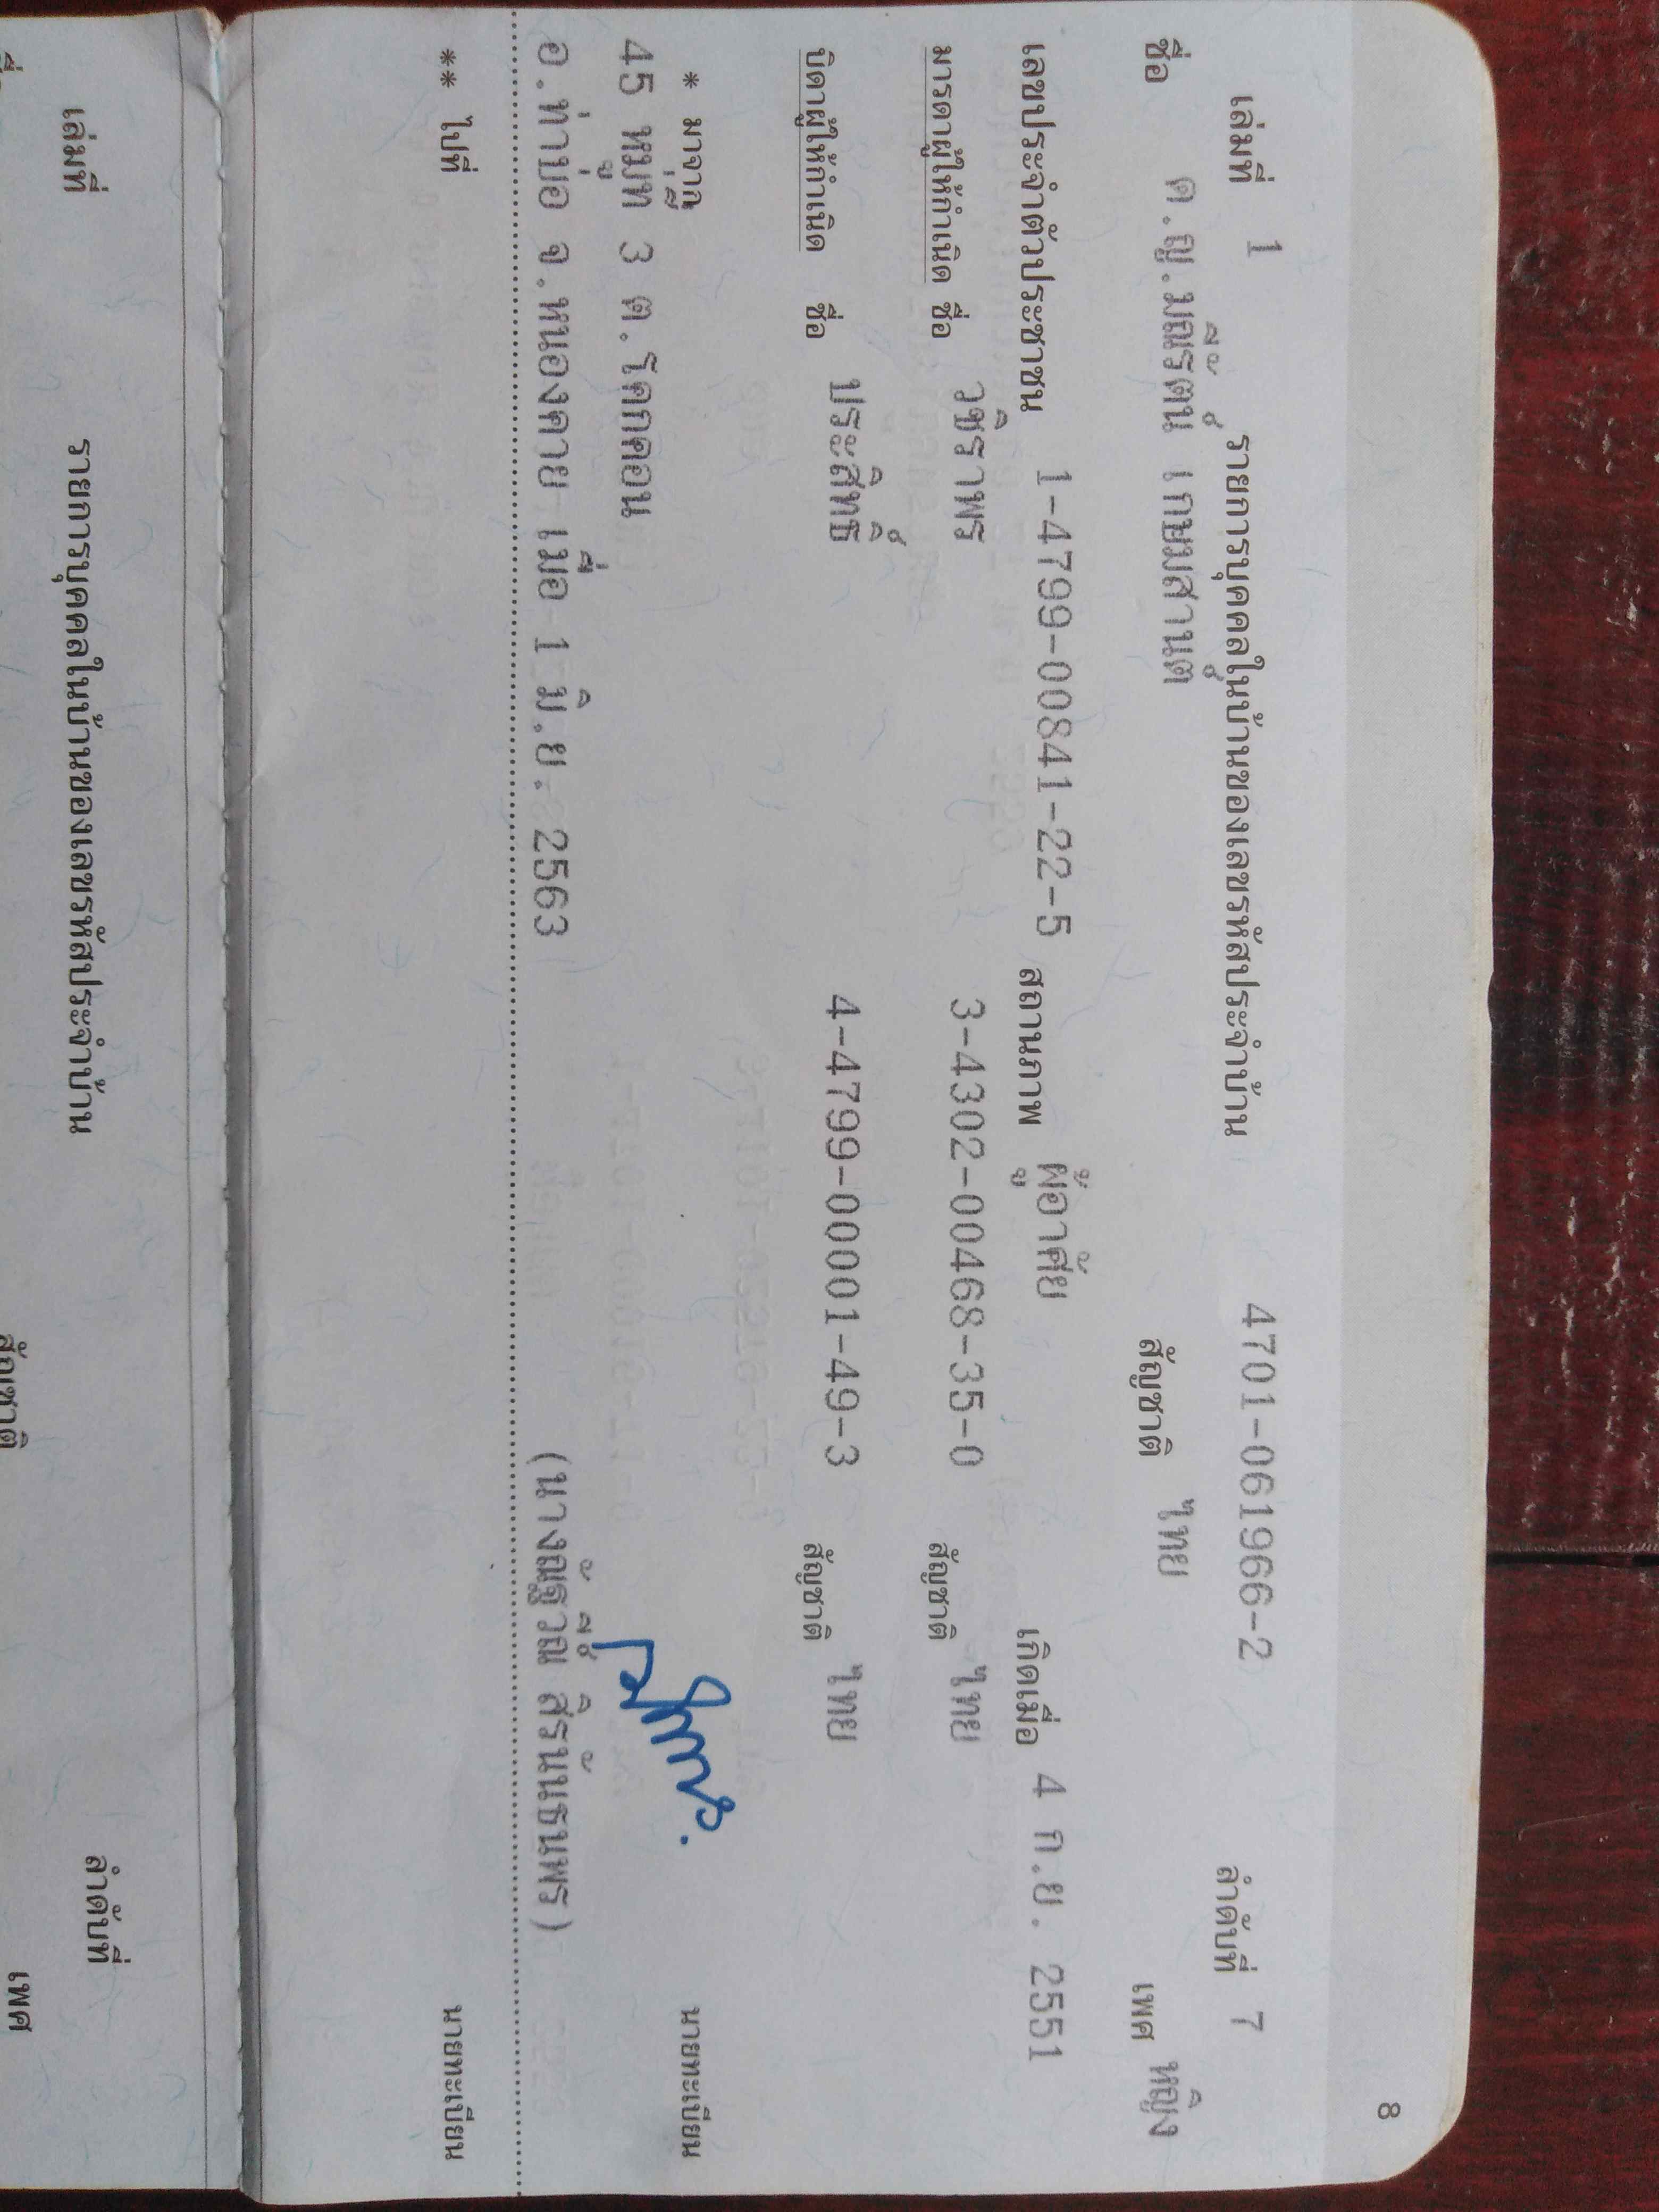 8
เล่มที่ 1 รายการบุคคลในบ้านของเลขรหัสประจำบ้าน 4701-061966-2 ลำดับที่ 7
ชื่อ ด.ญ.มณีรัตน์ เกษมสานต์ สัญชาติ ไทย เพศ หญิง
เลขประจำตัวประชาชน 1-4799-00841-22-5 สถานภาพ ผู้อาศัย เกิดเมื่อ 4 ก.ย. 2551
มารดาผู้ให้กำเนิด ชื่อ วชิราพร 3-4302-00468-35-0 สัญชาติ ไทย
บิดาผู้ให้กำเนิด ชื่อ ประสิทธิ์ 4-4799-00001-49-3 สัญชาติ ไทย
* มาจาก นายทะเบียน
45 หมู่ที่ 3 ต.โคกคอน
อ.ท่าบ่อ จ.หนองคาย เมื่อ 1 มิ.ย. 2563 (นางณัฐวีณ์ สิรนันธนพร)
** ไปที่ นายทะเบียน
เล่มที่ รายการบุคคลในบ้านของเลขรหัสประจำบ้าน ลำดับที่
ชื่อ สัญชาติ เพศ